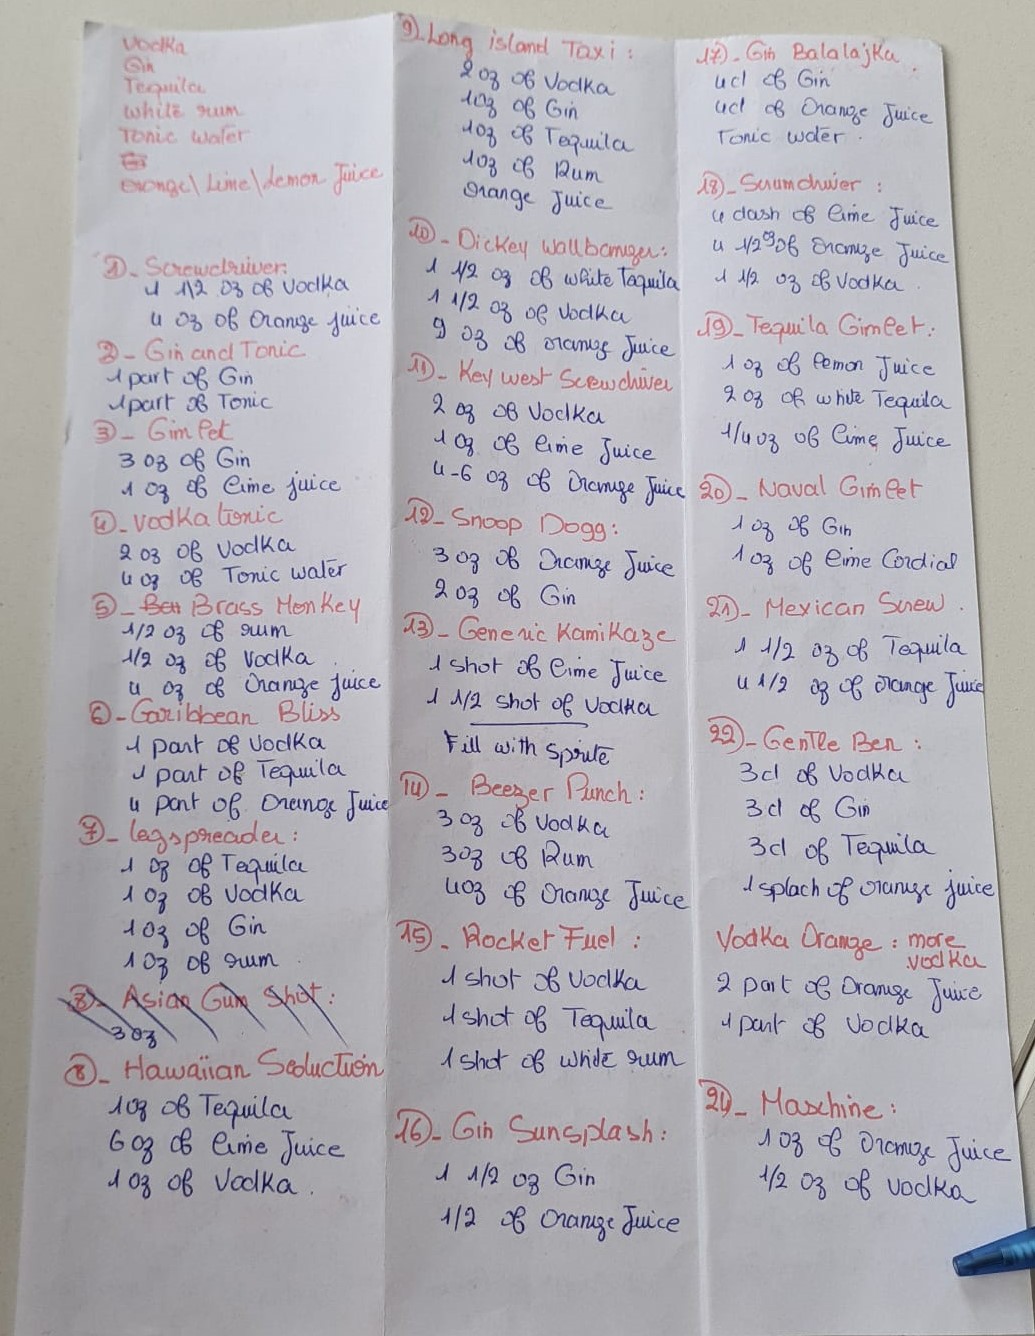 Vodka
Gin
Tequila
white rum
Tonic water
orange\Lime\Lemon Juice
1)- Screwdriver:
1 1/2 oz of Vodka
4 oz of Orange juice
2)- Gin and Tonic
1 part of Gin
1 part of Tonic
3)- Gimlet
3 oz of Gin
1 oz of lime juice
4)- Vodka tonic
2 oz of Vodka
4 oz of Tonic water
5)- Brass Monkey
1/2 oz of rum
1/2 oz of Vodka
4 oz of Orange juice
6)- Caribbean Bliss
1 part of Vodka
1 part of Tequila
4 part of Orange Juice
7)- legspreader:
1 oz of Tequila
1 oz of Vodka
1 oz of Gin
1 oz of rum
8)- Asian Gum Shot:
3 oz
8)- Hawaiian Seduction
1 oz of Tequila
6 oz of lime Juice
1 oz of Vodka.
9). Long island Taxi:
2 oz of Vodka
1 oz of Gin
1 oz of Tequila
1 oz of Rum
Orange Juice
10)- Dickey Wallbanger:
1 1/2 oz of white Tequila
1 1/2 oz of Vodka
9 oz of orange Juice
11)- Key west Screwdriver
2 oz of Vodka
1 oz of lime Juice
4-6 oz of Orange Juice
12)- Snoop Dogg:
3 oz of Orange Juice
2 oz of Gin
13)- Generic Kamikaze
1 shot of lime Juice
1 1/2 shot of Vodka
Fill with Sprite
14)- Beezer Punch:
3 oz of Vodka
3 oz of Rum
4 oz of Orange Juice
15)- Rocket Fuel:
1 shot of Vodka
1 shot of Tequila
1 shot of white rum
16)- Gin Sunsplash:
1 1/2 oz Gin
1/2 of Orange Juice
17)- Gin Balalajka.
4cl of Gin
4cl of Orange Juice
Tonic water.
18)- Scumdriver:
4 dash of lime Juice
4 1/2 oz of Orange Juice
1 1/2 oz of Vodka.
19)- Tequila Gimlet:
1 oz of lemon Juice
2 oz of white Tequila
1/4 oz of lime Juice
20)- Naval Gimlet
1 oz of Gin
1 oz of lime Cordial
21)- Mexican Screw.
1 1/2 oz of Tequila
4 1/2 oz of orange Juice
22)- Gentle Ben:
3cl of Vodka
3cl of Gin
3cl of Tequila
1 splach of orange juice
Vodka Orange: more
vodka
2 part of Orange Juice
1 part of Vodka
24)- Maschine:
1 oz of Orange Juice
1/2 oz of vodka